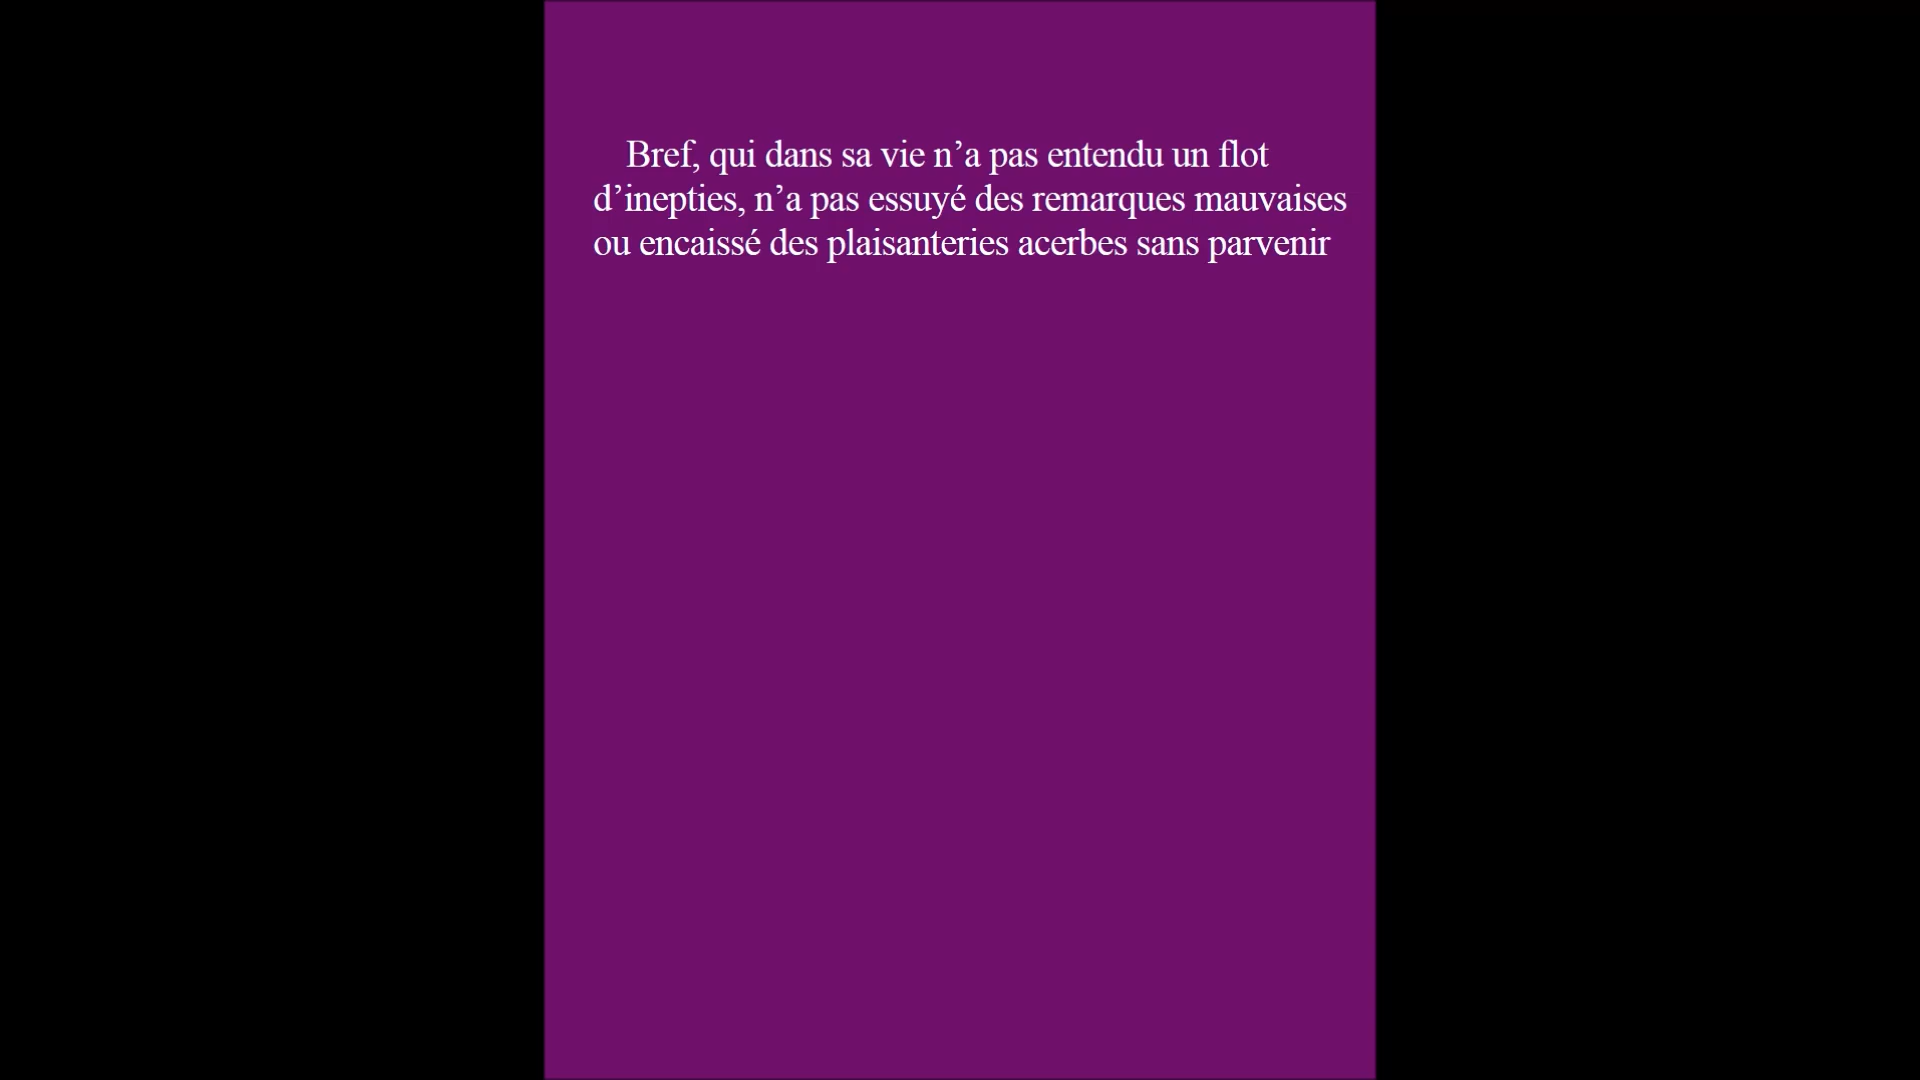 Bref, qui dans sa vie n’a pas entendu un flot
d’inepties, n’a pas essuyé des remarques mauvaises
ou encaissé des plaisanteries acerbes sans parvenir